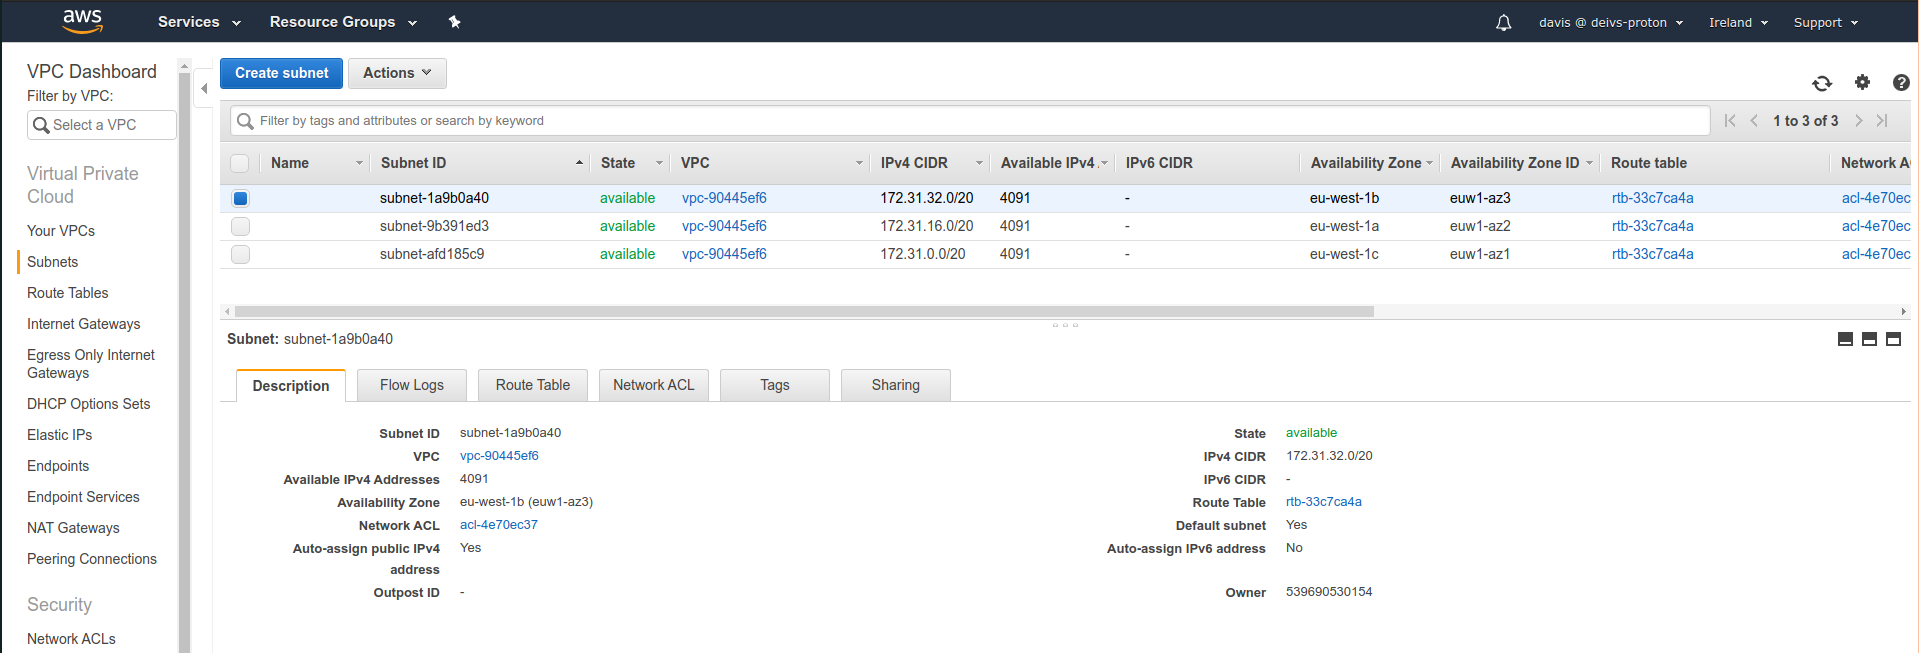 aws Services Resource Groups davis @ deivs-proton Ireland Support
VPC Dashboard
Filter by VPC:
Select a VPC
Virtual Private
Cloud
Your VPCs
Subnets
Route Tables
Internet Gateways
Egress Only Internet
Gateways
DHCP Options Sets
Elastic IPs
Endpoints
Endpoint Services
NAT Gateways
Peering Connections
Security
Network ACLs
Create subnet Actions
Filter by tags and attributes or search by keyword 1 to 3 of 3
Name Subnet ID State VPC IPv4 CIDR Available IPv4 IPv6 CIDR Availability Zone Availability Zone ID Route table Network A
subnet-1a9b0a40 available vpc-90445ef6 172.31.32.0/20 4091 - eu-west-1b euw1-az3 rtb-33c7ca4a acl-4e70ec
subnet-9b391ed3 available vpc-90445ef6 172.31.16.0/20 4091 - eu-west-1a euw1-az2 rtb-33c7ca4a acl-4e70ec
subnet-afd185c9 available vpc-90445ef6 172.31.0.0/20 4091 - eu-west-1c euw1-az1 rtb-33c7ca4a acl-4e70ec
Subnet: subnet-1a9b0a40
Description Flow Logs Route Table Network ACL Tags Sharing
Subnet ID subnet-1a9b0a40 State available
VPC vpc-90445ef6 IPv4 CIDR 172.31.32.0/20
Available IPv4 Addresses 4091 IPv6 CIDR -
Availability Zone eu-west-1b (euw1-az3) Route Table rtb-33c7ca4a
Network ACL acl-4e70ec37 Default subnet Yes
Auto-assign public IPv4 Yes Auto-assign IPv6 address No
address
Outpost ID - Owner 539690530154